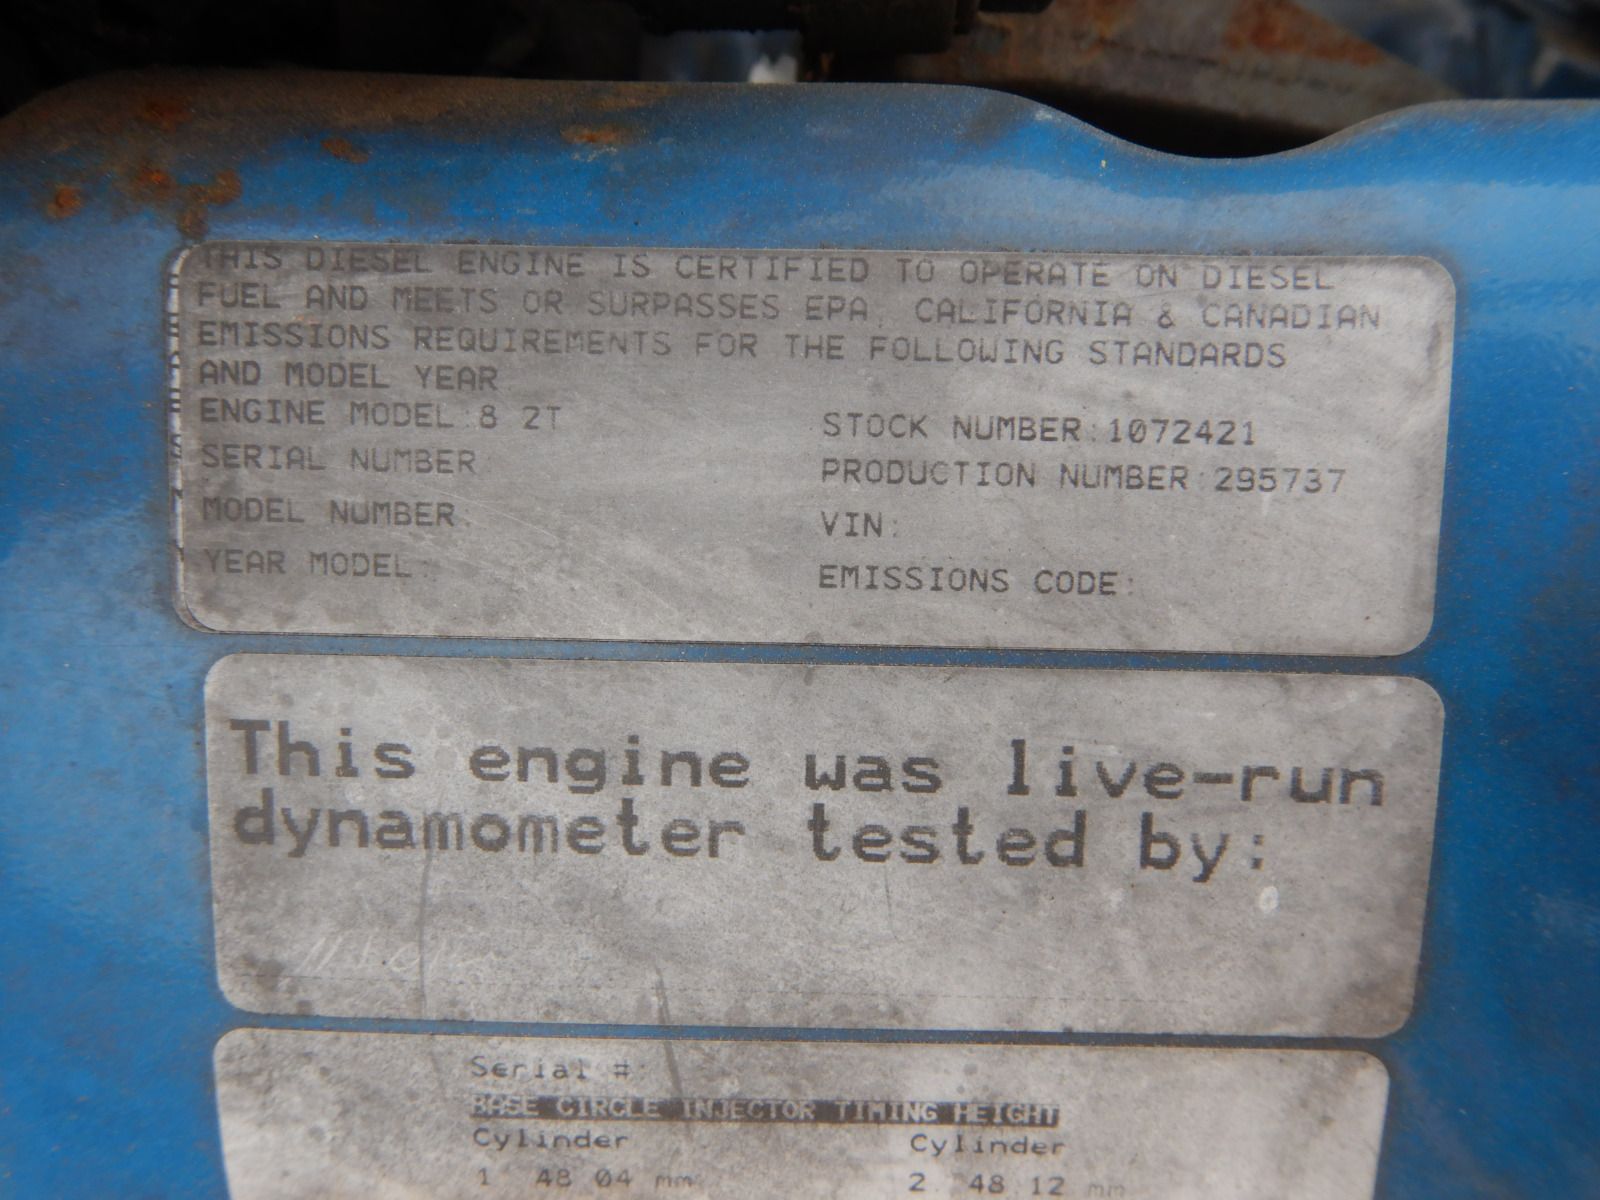 THIS DIESEL ENGINE IS CERTIFIED TO OPERATE ON DIESEL
FUEL AND MEETS OR SURPASSES EPA, CALIFORNIA & CANADIAN
EMISSIONS REQUIREMENTS FOR THE FOLLOWING STANDARDS
AND MODEL YEAR
ENGINE MODEL:8 2T
STOCK NUMBER:1072421
SERIAL NUMBER
PRODUCTION NUMBER:295737
MODEL NUMBER:
VIN:
YEAR MODEL:
EMISSIONS CODE:
This engine was live-run
dynamometer tested by:
Serial #:
BASE CIRCLE INJECTOR TIMING HEIGHT
Cylinder Cylinder
1 48 04 mm 2 48 12 mm